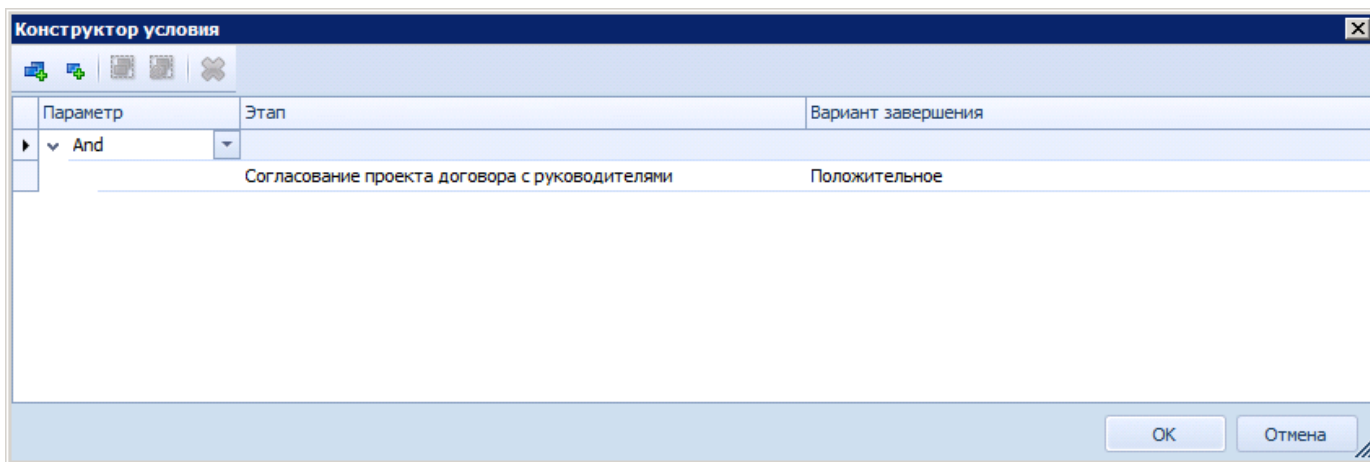 Конструктор условия
Параметр Этап Вариант завершения
And
Согласование проекта договора с руководителями Положительное
OK Отмена